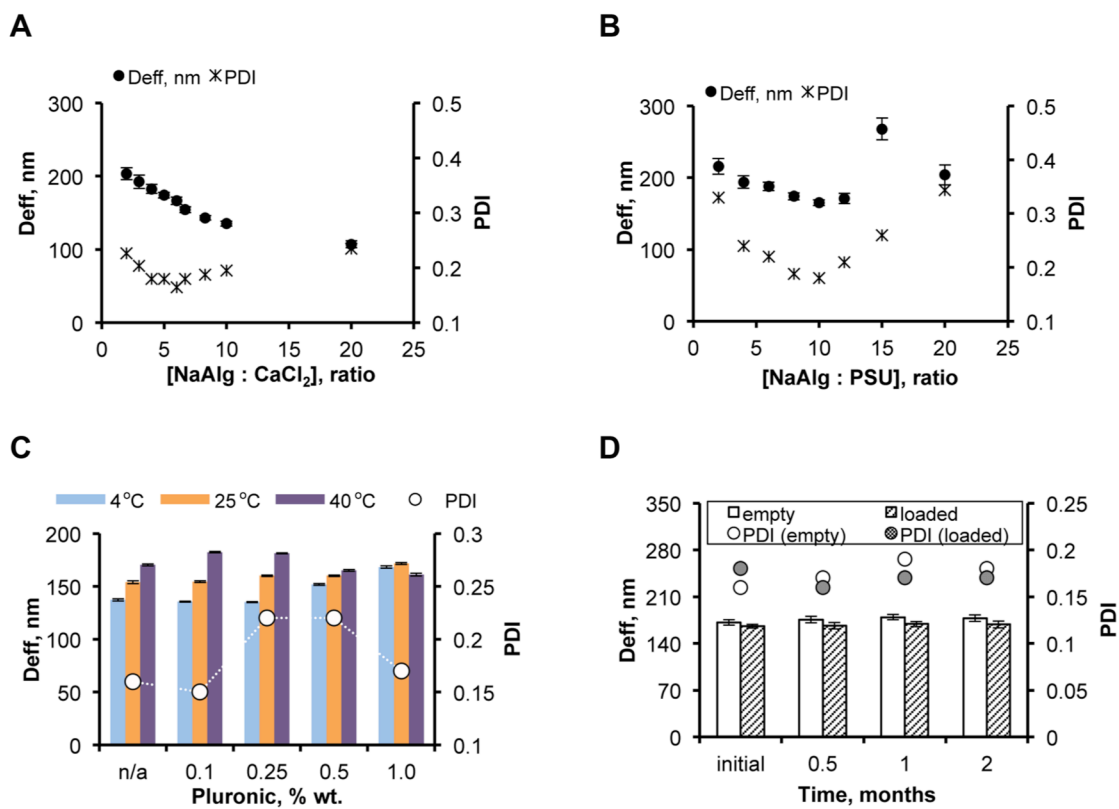 A
Deff, nm PDI
300
200
100
0
Deff, nm
0.5
0.4
0.3
0.2
0.1
PDI
0 5 10 15 20 25
[NaAlg : CaCl₂], ratio
B
Deff, nm PDI
300
200
100
0
Deff, nm
0.5
0.4
0.3
0.2
0.1
PDI
0 5 10 15 20 25
[NaAlg : PSU], ratio
C
4°C 25°C 40°C PDI
200
150
100
50
0
Deff, nm
0.3
0.25
0.2
0.15
0.1
PDI
n/a 0.1 0.25 0.5 1.0
Pluronic, % wt.
D
350
280
210
140
70
0
Deff, nm
empty loaded
PDI (empty) PDI (loaded)
0.25
0.2
0.15
0.1
0.05
0
PDI
initial 0.5 1 2
Time, months